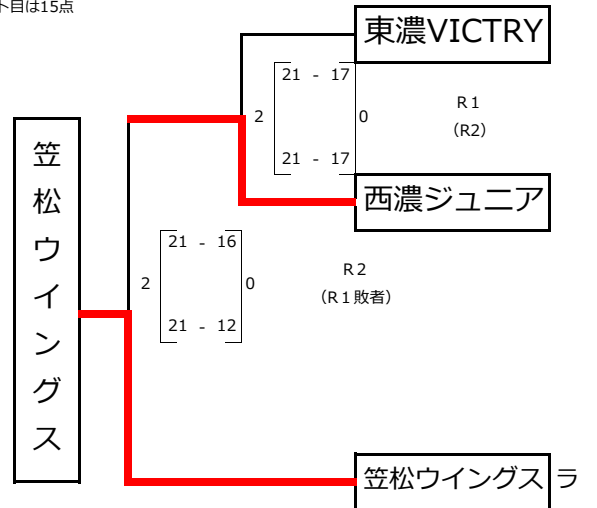 ト目は15点
東濃VICTRY
21 - 17
2 0
21 - 17
R１
（R2）
西濃ジュニア
笠松ウイングス
21 - 16
2 0
21 - 12
R２
（R１敗者）
笠松ウイングス ラ